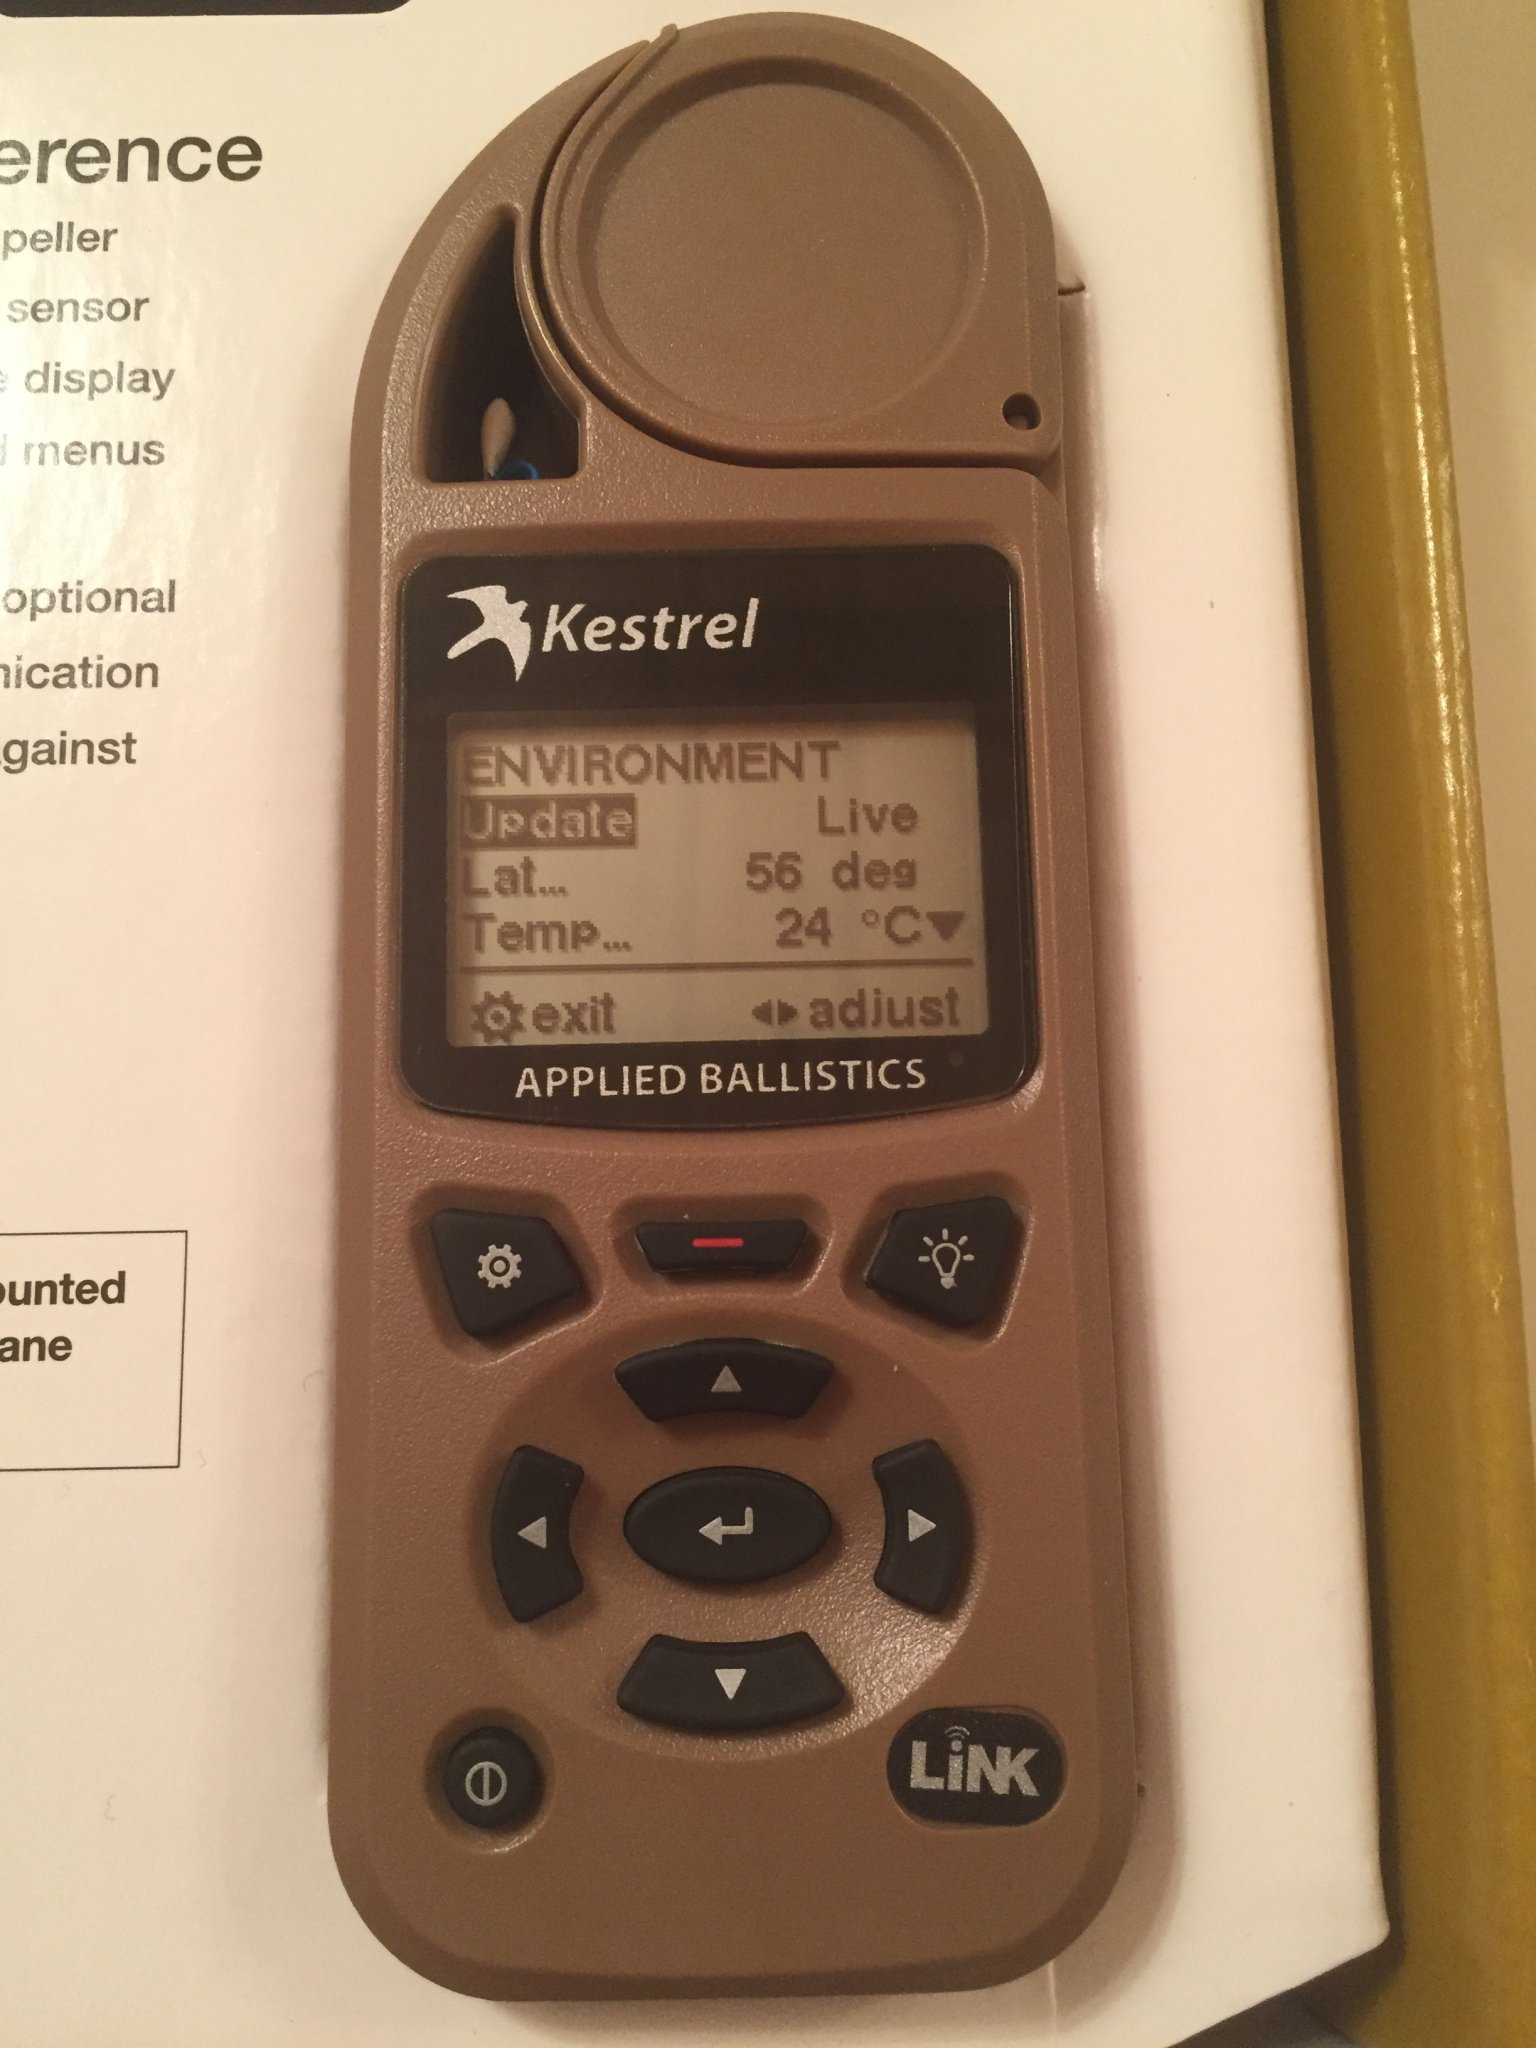 erence
peller
sensor
display
menus
optional
nication
gainst
ounted
ane
Kestrel
ENVIRONMENT
Update Live
Lat... 56 deg
Temp... 24 °C▼
exit ◂▸adjust
APPLIED BALLISTICS
LiNK